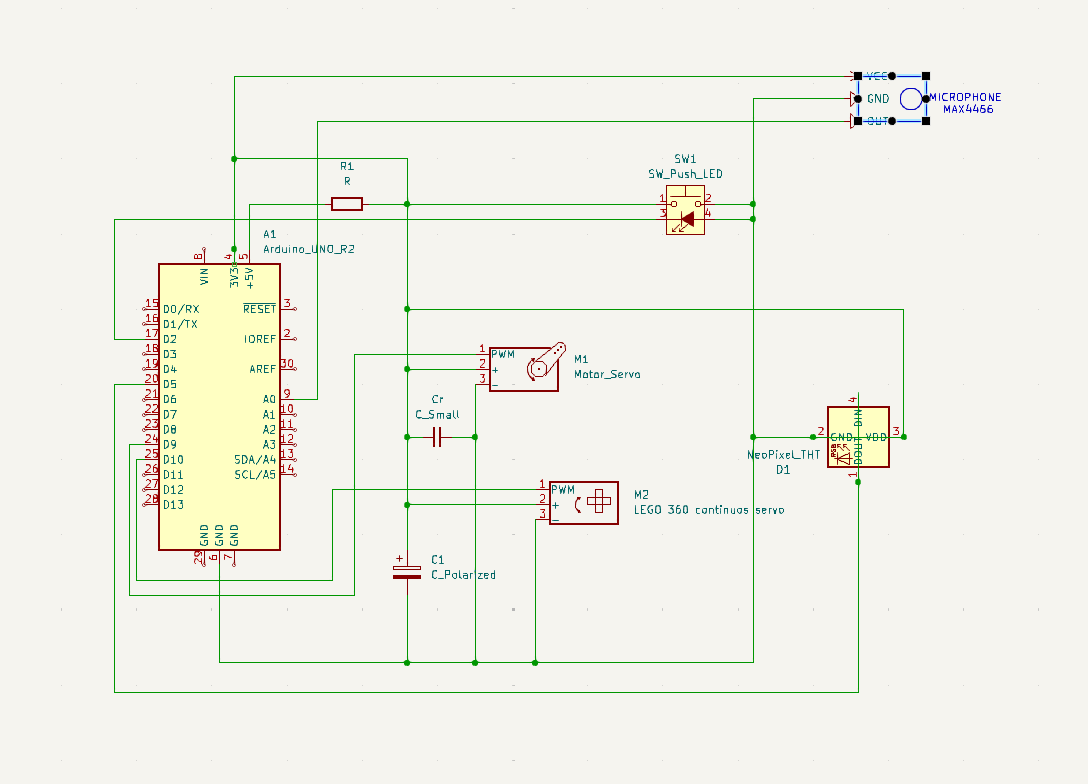 VCC
GND
OUT
MICROPHONE
MAX4456
R1
R
SW1
SW_Push_LED
1
2
3
4
A1
Arduino_UNO_R2
8
4
5
VIN
3V3
+5V
15
D0/RX
16
D1/TX
17
D2
18
D3
19
D4
20
D5
21
D6
22
D7
23
D8
24
D9
25
D10
26
D11
27
D12
28
D13
RESET
3
IOREF
2
AREF
30
A0
9
A1
10
A2
11
A3
12
SDA/A4
13
SCL/A5
14
GND
GND
GND
29
6
7
1
PWM
2
+
3
-
M1
Motor_Servo
Cr
C_Small
1
PWM
2
+
3
-
M2
LEGO 360 continuos servo
+
C1
C_Polarized
4
DIN
2
GND
VDD
3
DOUT
1
RGB
NeoPixel_THT
D1